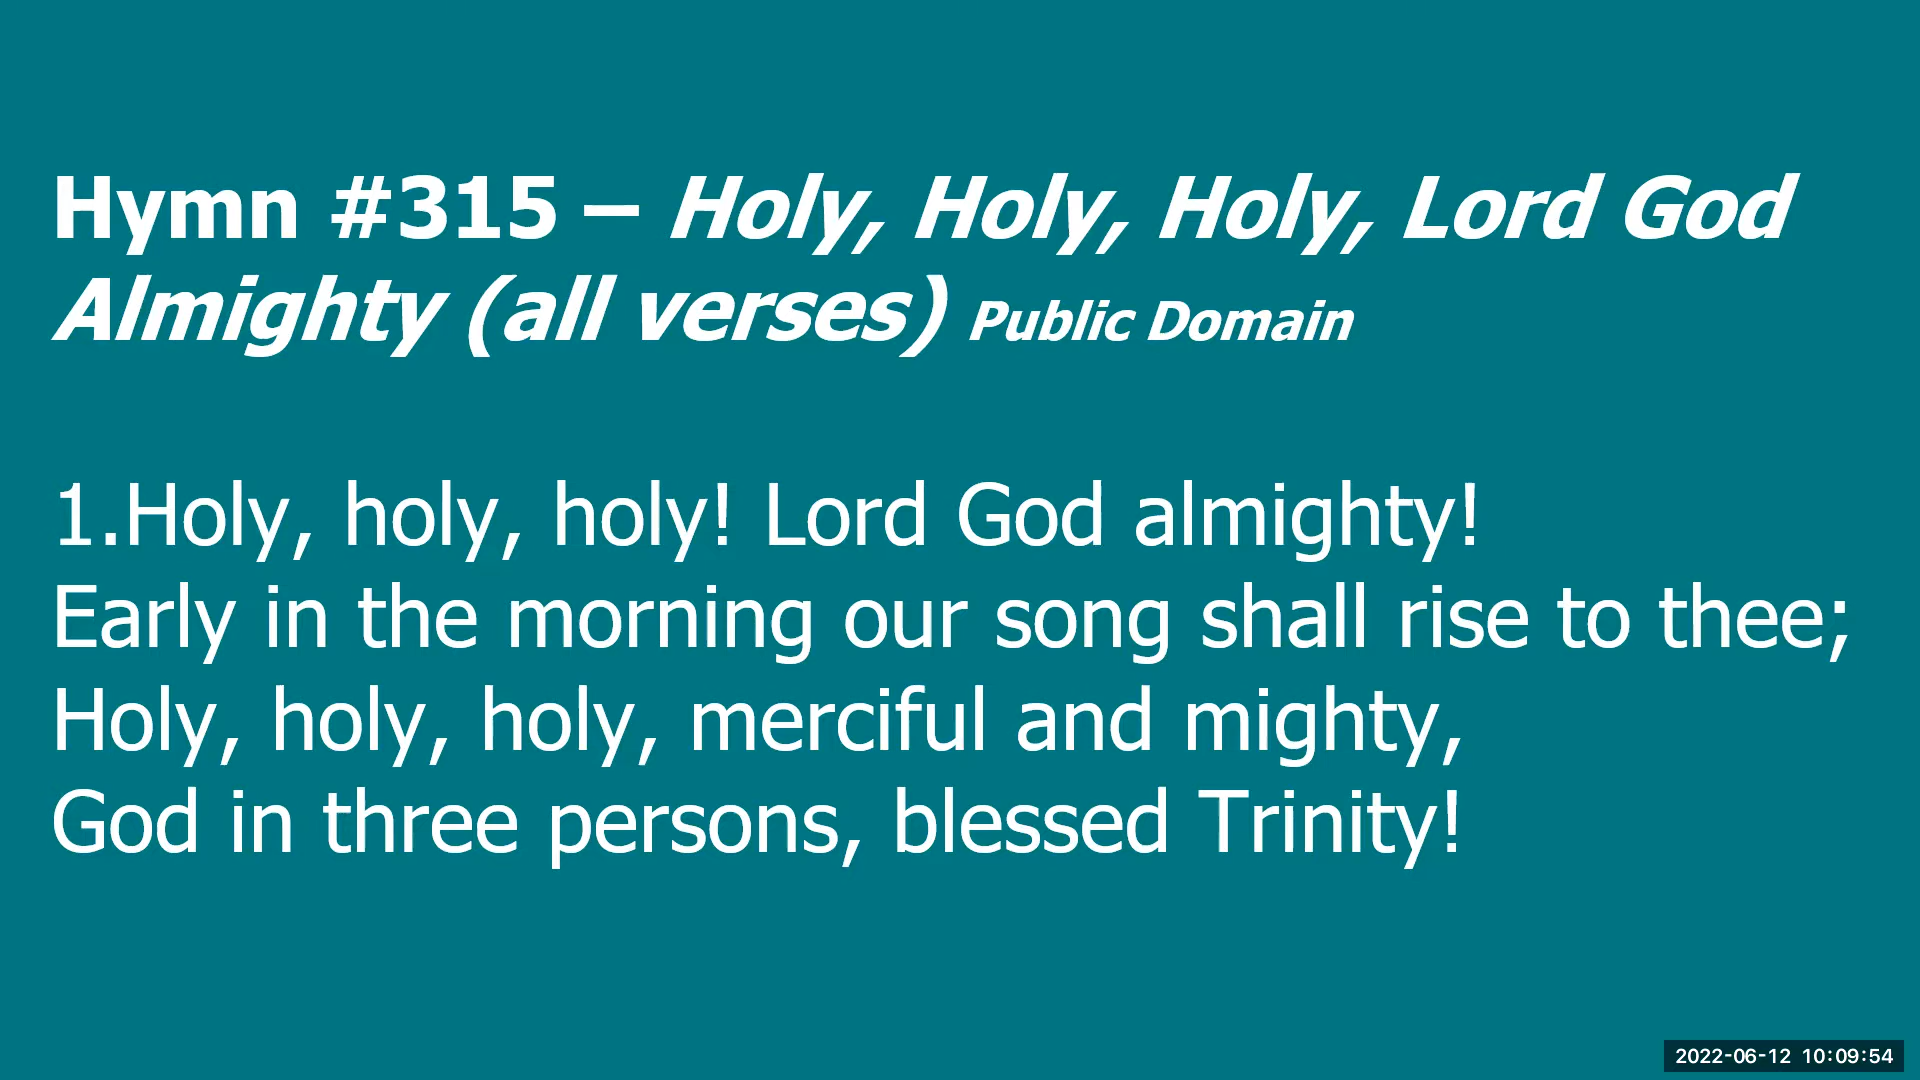 Hymn #315 – Holy, Holy, Holy, Lord God
Almighty (all verses) Public Domain
1.Holy, holy, holy! Lord God almighty!
Early in the morning our song shall rise to thee;
Holy, holy, holy, merciful and mighty,
God in three persons, blessed Trinity!
2022-06-12 10:09:54